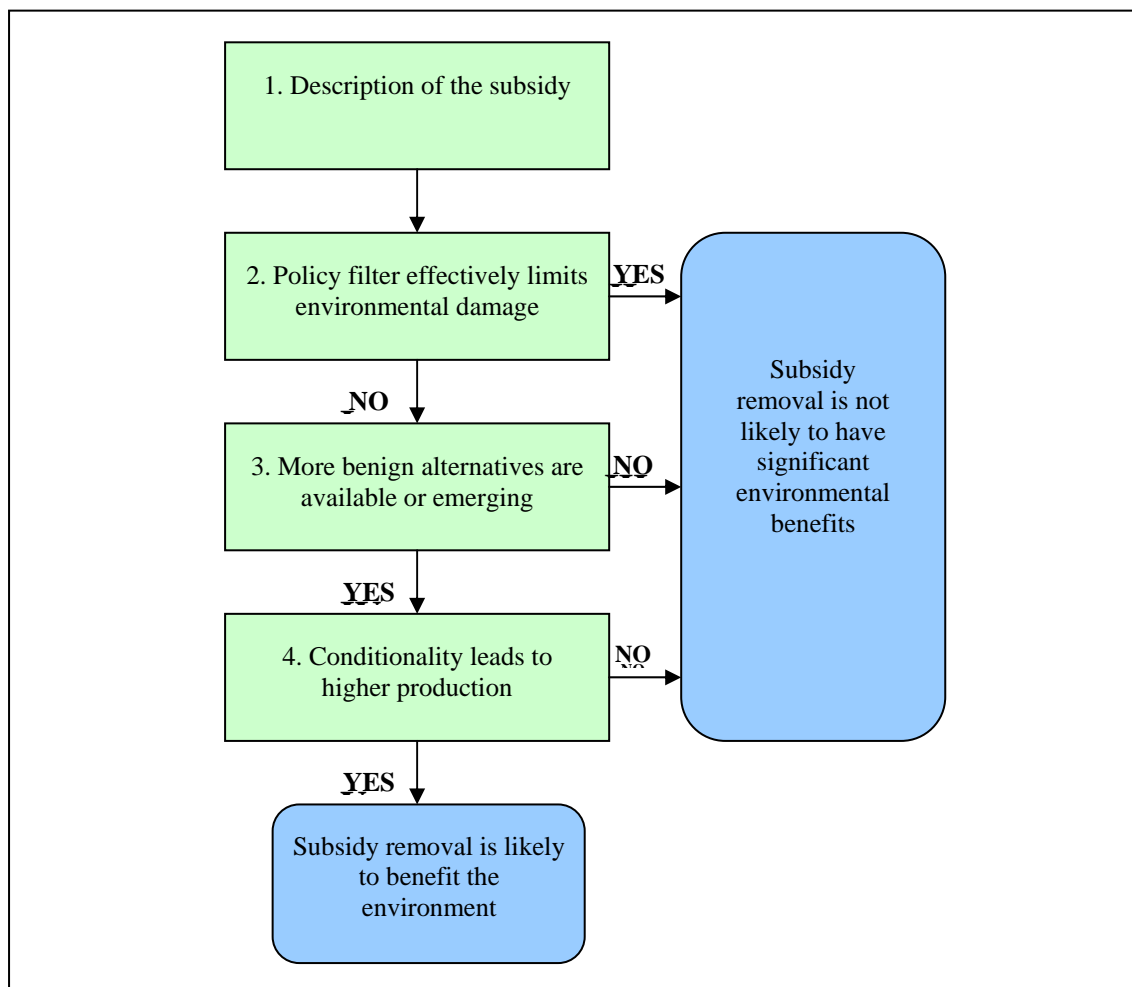 1. Description of the subsidy
2. Policy filter effectively limits
environmental damage
YES
NO
3. More benign alternatives are
available or emerging
NO
YES
4. Conditionality leads to
higher production
NO
YES
Subsidy
removal is not
likely to have
significant
environmental
benefits
Subsidy removal is likely
to benefit the
environment